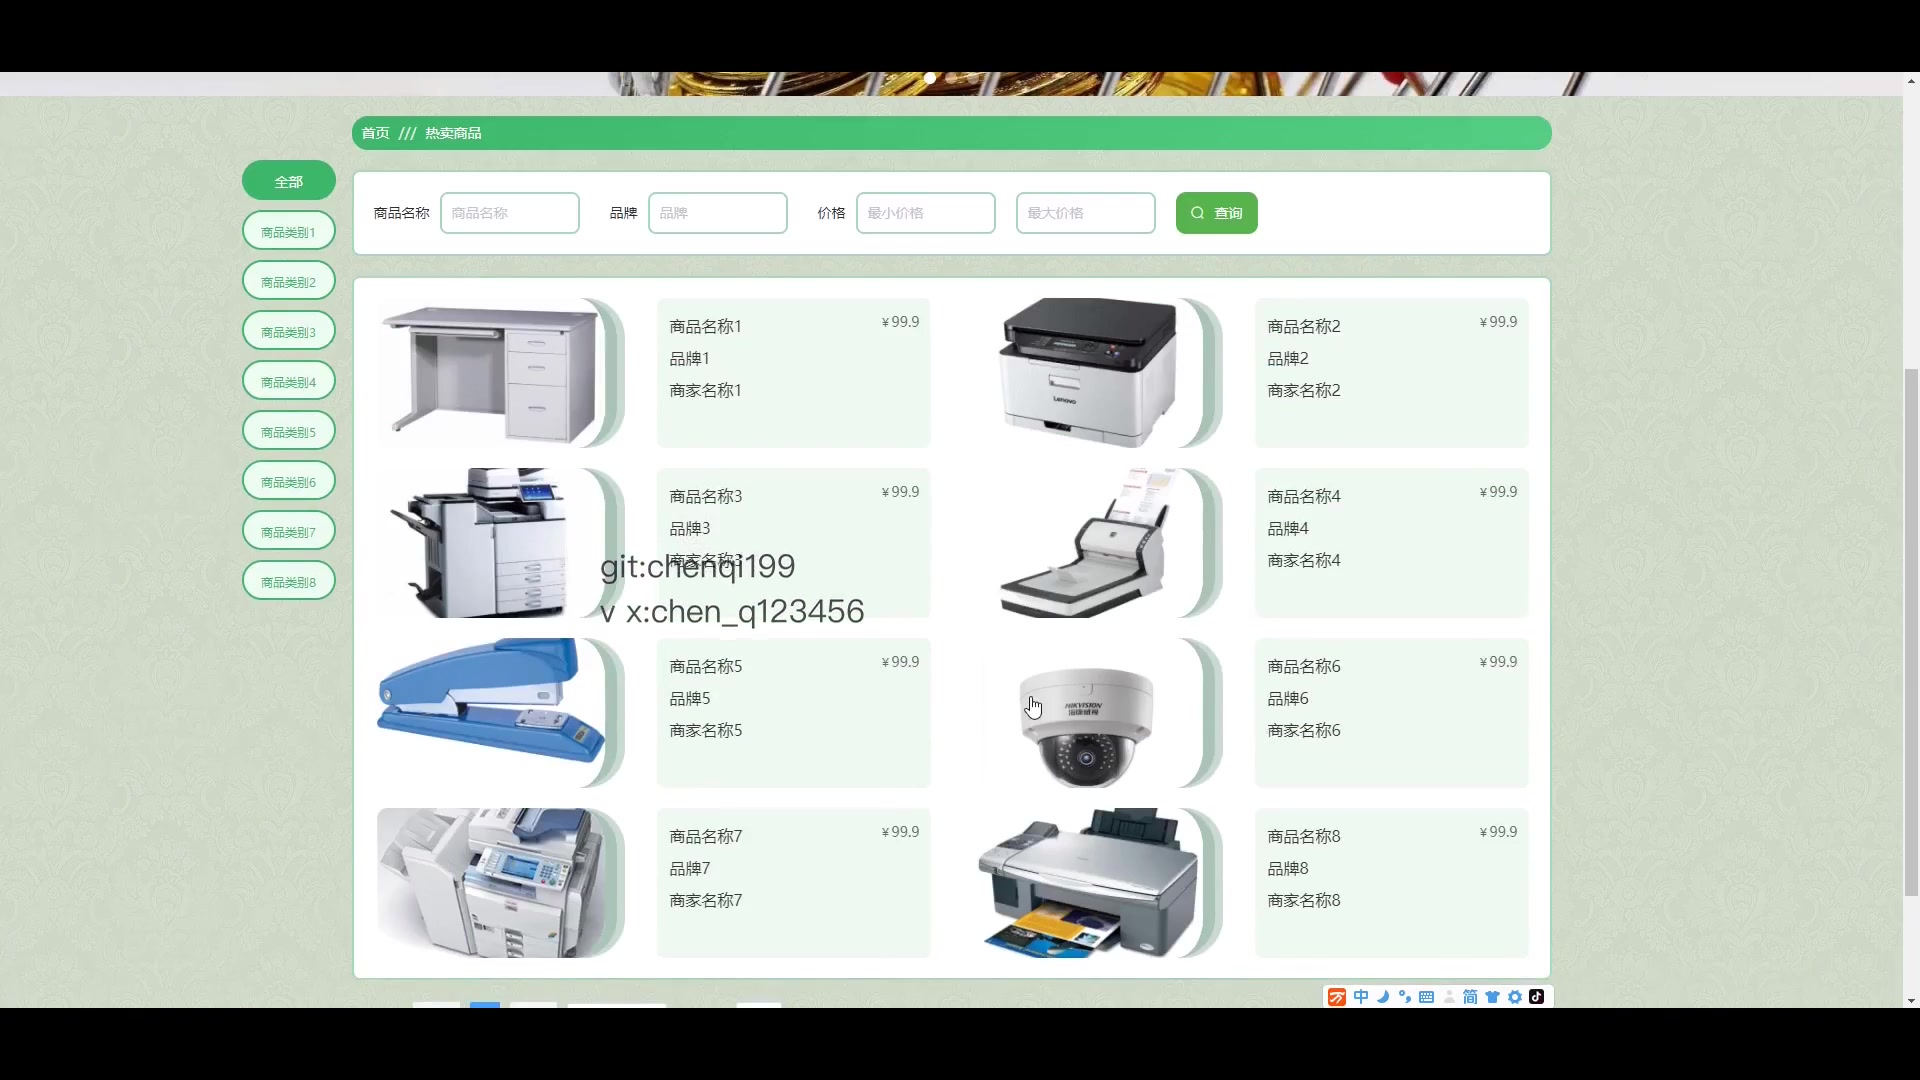 首页 /// 热卖商品
全部
商品类别1
商品类别2
商品类别3
商品类别4
商品类别5
商品类别6
商品类别7
商品类别8
商品名称 商品名称 品牌 品牌 价格 最小价格 最大价格 查询
商品名称1 ¥99.9
品牌1
商家名称1
Lenovo
商品名称2 ¥99.9
品牌2
商家名称2
商品名称3 ¥99.9
品牌3
商家名称3
商品名称4 ¥99.9
品牌4
商家名称4
git:chenqi199
v x:chen_q123456
商品名称5 ¥99.9
品牌5
商家名称5
HIKVISION
海康威视
商品名称6 ¥99.9
品牌6
商家名称6
商品名称7 ¥99.9
品牌7
商家名称7
商品名称8 ¥99.9
品牌8
商家名称8
中 简